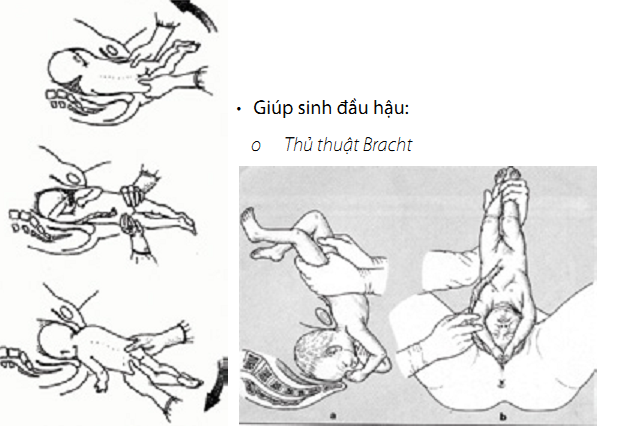 • Giúp sinh đầu hậu:
o Thủ thuật Bracht
a b